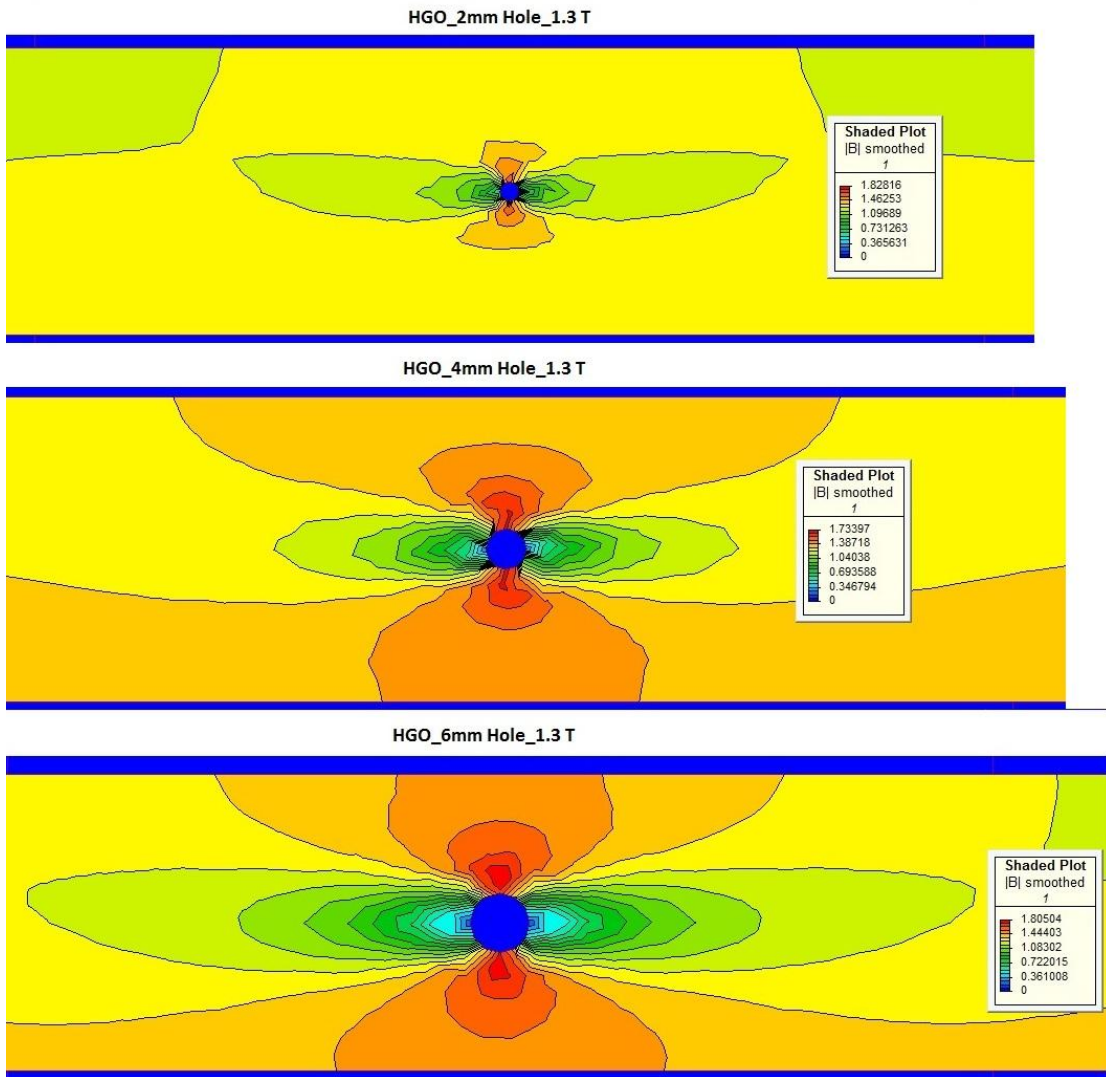 HGO_2mm Hole_1.3 T
Shaded Plot
|B| smoothed
1
1.82816
1.46253
1.09689
0.731263
0.365631
0
HGO_4mm Hole_1.3 T
Shaded Plot
|B| smoothed
1
1.73397
1.38718
1.04038
0.693588
0.346794
0
HGO_6mm Hole_1.3 T
Shaded Plot
|B| smoothed
1
1.80504
1.44403
1.08302
0.722015
0.361008
0